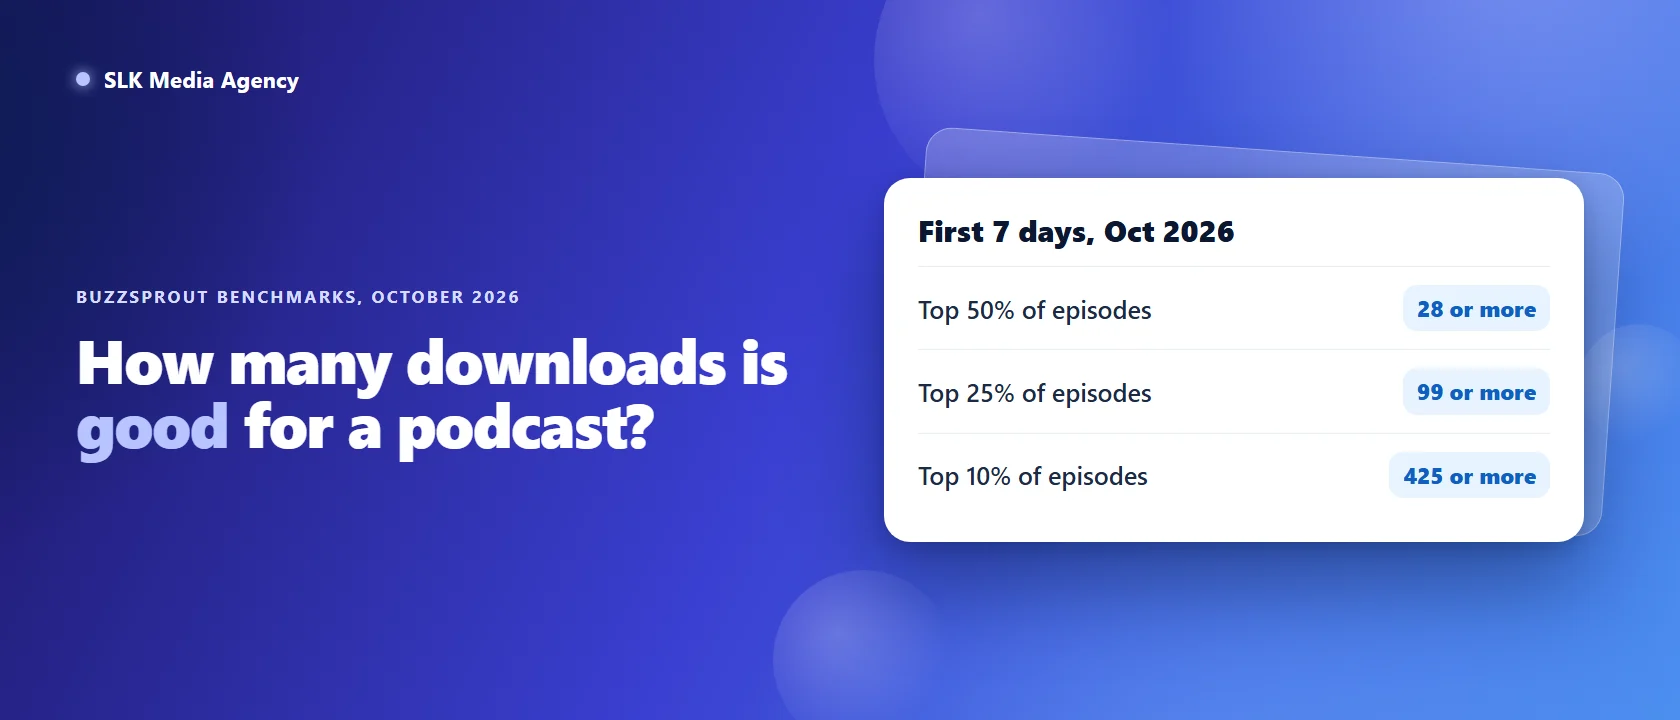 SLK Media Agency
BUZZSPROUT BENCHMARKS, OCTOBER 2026
How many downloads is
good for a podcast?
First 7 days, Oct 2026
Top 50% of episodes 28 or more
Top 25% of episodes 99 or more
Top 10% of episodes 425 or more